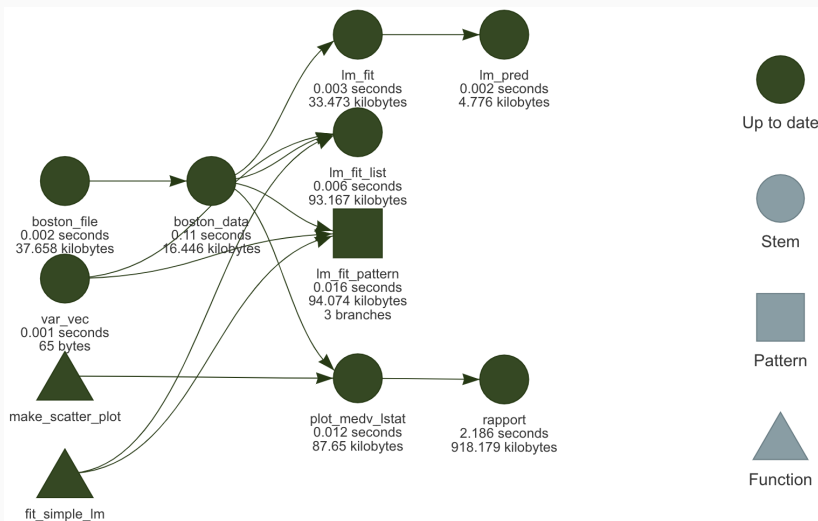 lm_fit
0.003 seconds
33.473 kilobytes
lm_pred
0.002 seconds
4.776 kilobytes
Up to date
lm_fit_list
0.006 seconds
93.167 kilobytes
boston_file
0.002 seconds
37.658 kilobytes
boston_data
0.11 seconds
16.446 kilobytes
Stem
lm_fit_pattern
0.016 seconds
94.074 kilobytes
3 branches
var_vec
0.001 seconds
65 bytes
Pattern
make_scatter_plot
plot_medv_lstat
0.012 seconds
87.65 kilobytes
rapport
2.186 seconds
918.179 kilobytes
Function
fit_simple_lm